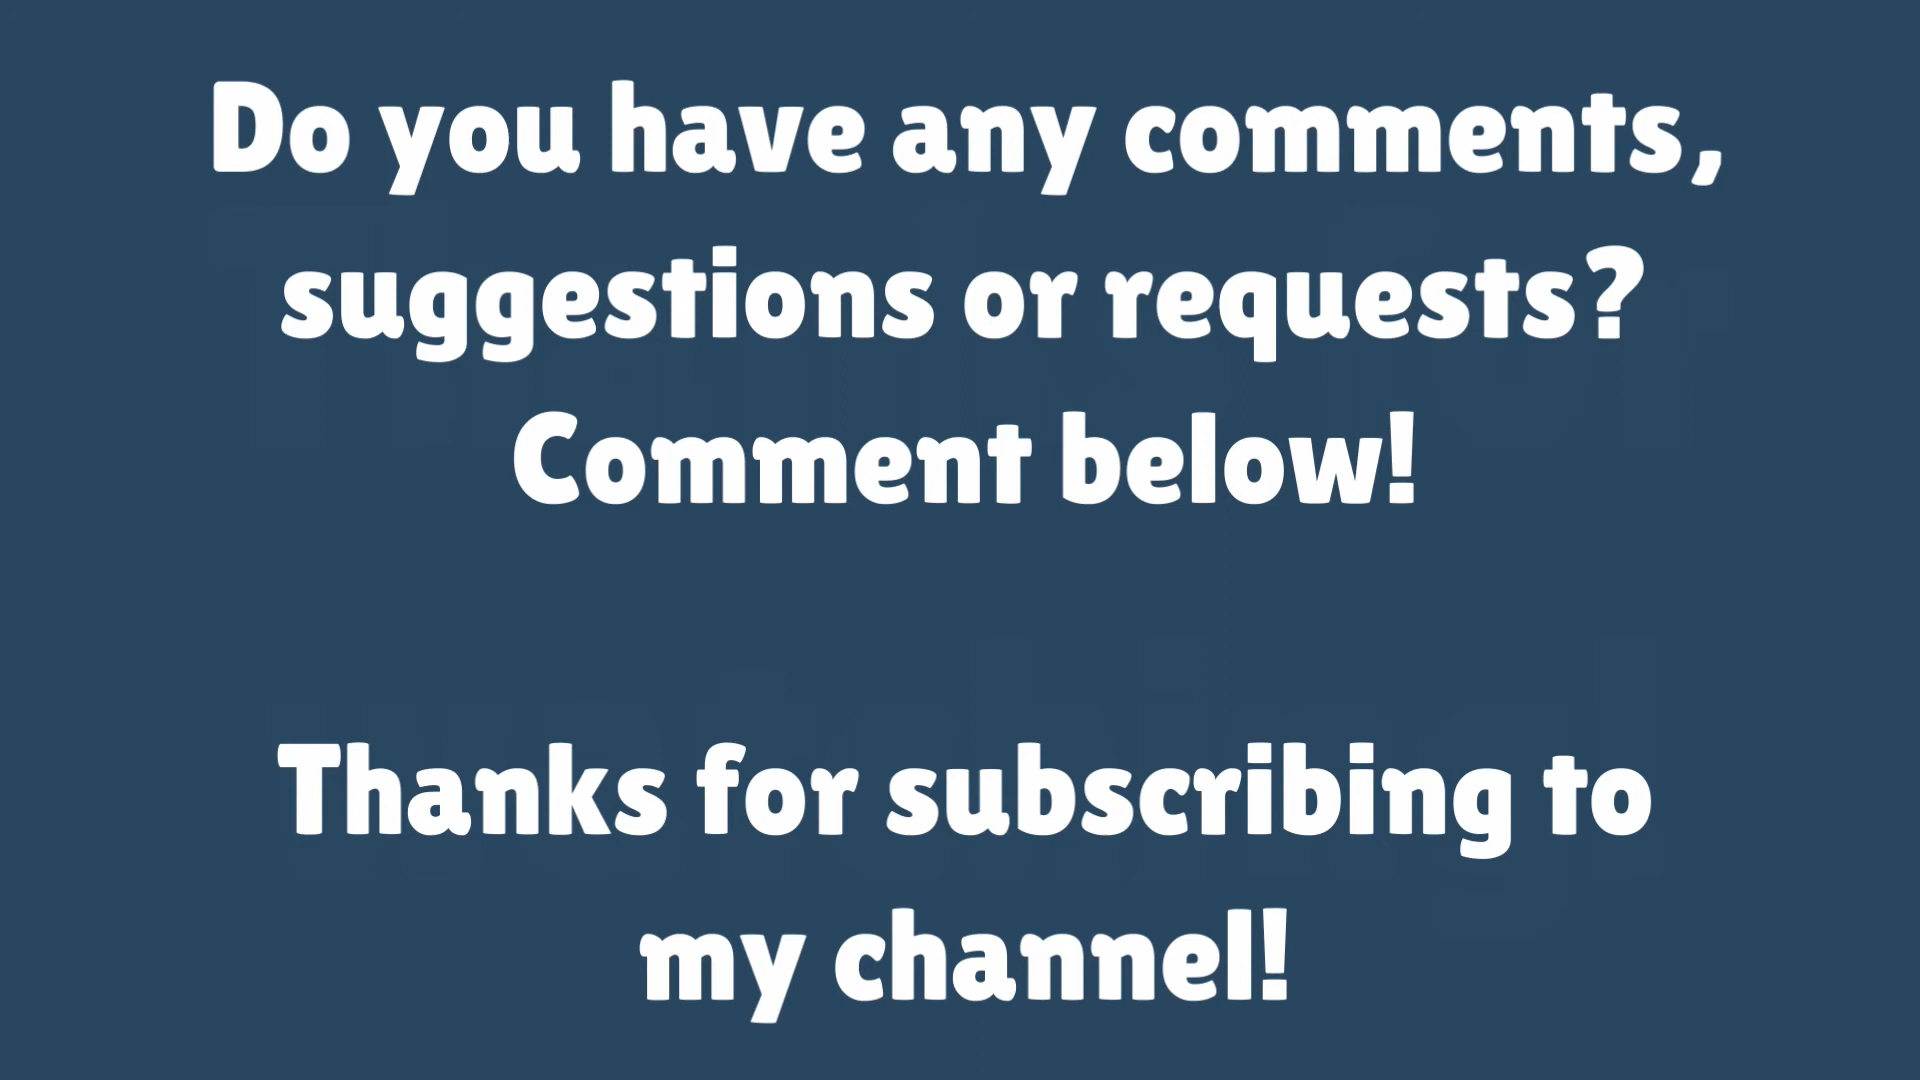 Do you have any comments,
suggestions or requests?
Comment below!
Thanks for subscribing to
my channel!